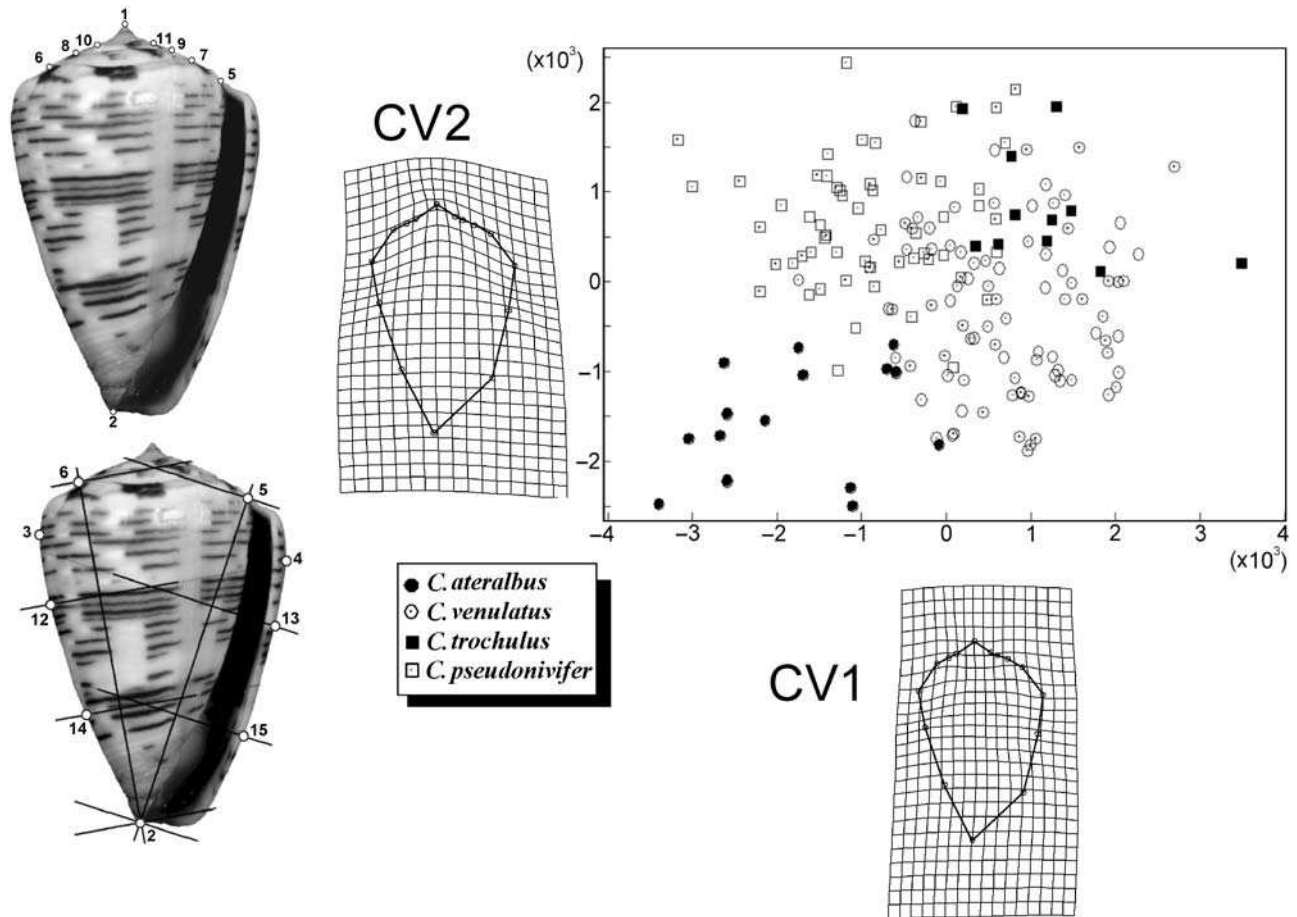 1
8 10
11 9
6
7
5
2
6
5
3
4
12
13
14
15
2
CV2
(x10³)
2
1
0
−1
−2
−4 −3 −2 −1 0 1 2 3 4
(x10³)
C. ateralbus
C. venulatus
C. trochulus
C. pseudonivifer
CV1